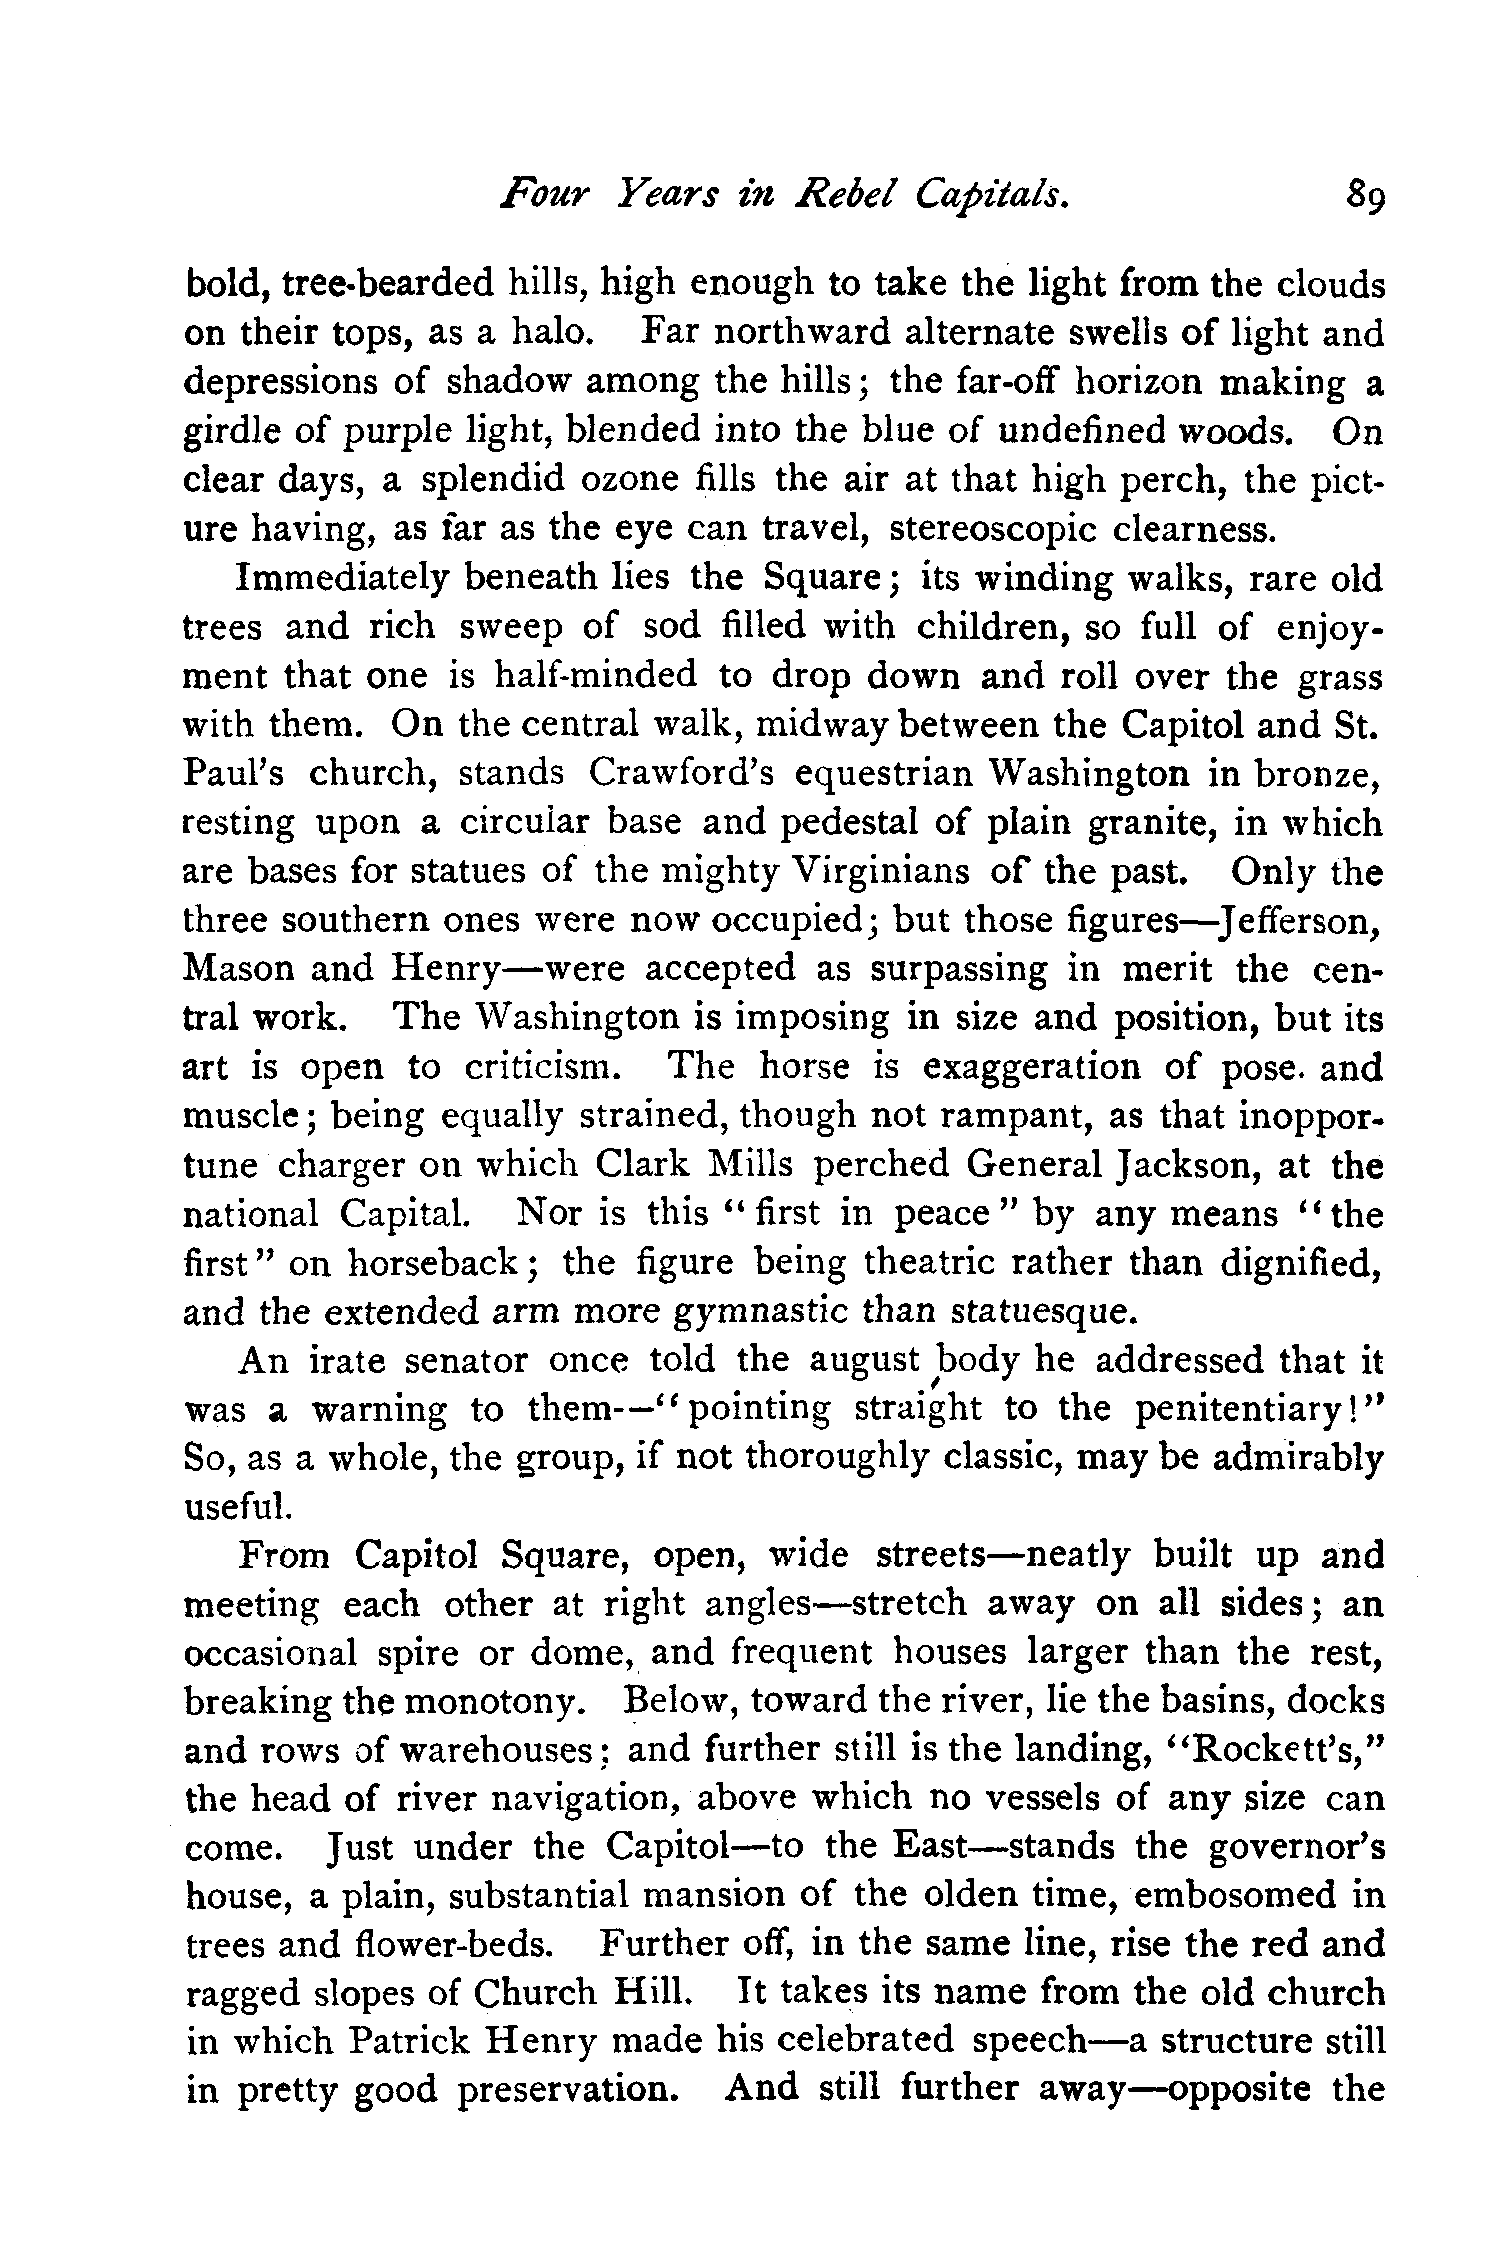 Four Years in Rebel Capitals. 89
bold, tree-bearded hills, high enough to take the light from the clouds
on their tops, as a halo. Far northward alternate swells of light and
depressions of shadow among the hills; the far-off horizon making a
girdle of purple light, blended into the blue of undefined woods. On
clear days, a splendid ozone fills the air at that high perch, the pict-
ure having, as far as the eye can travel, stereoscopic clearness.
Immediately beneath lies the Square; its winding walks, rare old
trees and rich sweep of sod filled with children, so full of enjoy-
ment that one is half-minded to drop down and roll over the grass
with them. On the central walk, midway between the Capitol and St.
Paul's church, stands Crawford's equestrian Washington in bronze,
resting upon a circular base and pedestal of plain granite, in which
are bases for statues of the mighty Virginians of the past. Only the
three southern ones were now occupied; but those figures—Jefferson,
Mason and Henry—were accepted as surpassing in merit the cen-
tral work. The Washington is imposing in size and position, but its
art is open to criticism. The horse is exaggeration of pose. and
muscle; being equally strained, though not rampant, as that inoppor-
tune charger on which Clark Mills perched General Jackson, at the
national Capital. Nor is this "first in peace" by any means "the
first" on horseback; the figure being theatric rather than dignified,
and the extended arm more gymnastic than statuesque.
An irate senator once told the august body he addressed that it
was a warning to them--"pointing straight to the penitentiary!"
So, as a whole, the group, if not thoroughly classic, may be admirably
useful.
From Capitol Square, open, wide streets—neatly built up and
meeting each other at right angles—stretch away on all sides; an
occasional spire or dome, and frequent houses larger than the rest,
breaking the monotony. Below, toward the river, lie the basins, docks
and rows of warehouses; and further still is the landing, "Rockett's,"
the head of river navigation, above which no vessels of any size can
come. Just under the Capitol—to the East—stands the governor's
house, a plain, substantial mansion of the olden time, embosomed in
trees and flower-beds. Further off, in the same line, rise the red and
ragged slopes of Church Hill. It takes its name from the old church
in which Patrick Henry made his celebrated speech—a structure still
in pretty good preservation. And still further away—opposite the